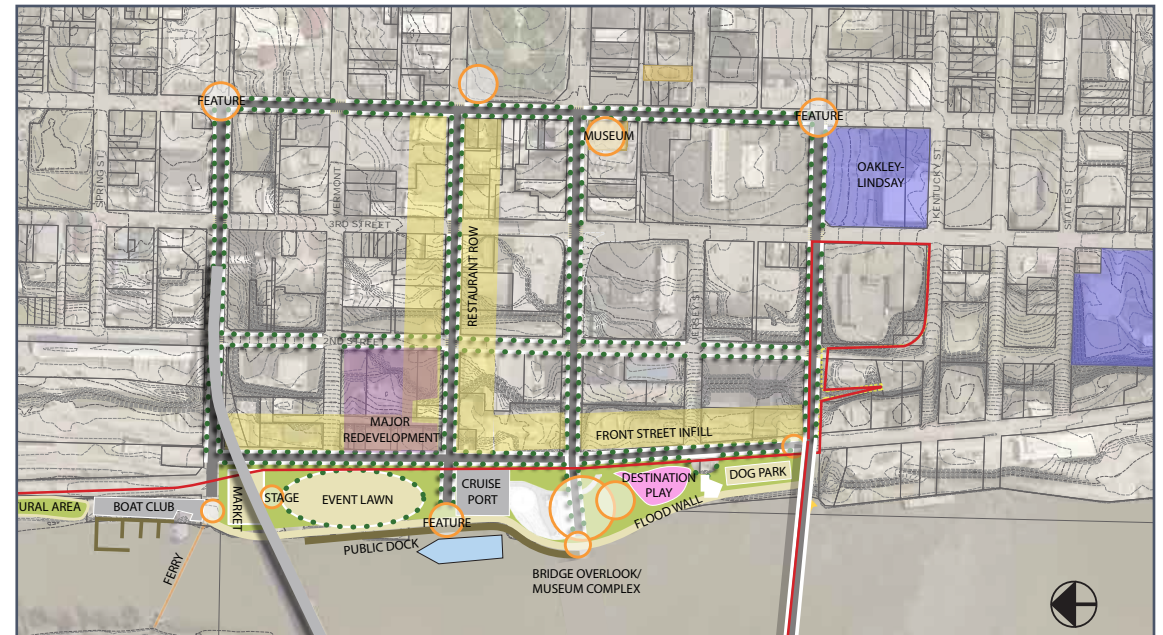 FEATURE
FEATURE
MUSEUM
SPRING ST
VERMONT
3RD STREET
RESTAURANT ROW
OAKLEY-
LINDSAY
KENTUCKY ST
STATE ST
2ND STREET
MAJOR
REDEVELOPMENT
FRONT STREET INFILL
URAL AREA
BOAT CLUB
MARKET
STAGE
EVENT LAWN
CRUISE
PORT
FEATURE
DESTINATION
PLAY
DOG PARK
FLOOD WALL
PUBLIC DOCK
FERRY
BRIDGE OVERLOOK/
MUSEUM COMPLEX